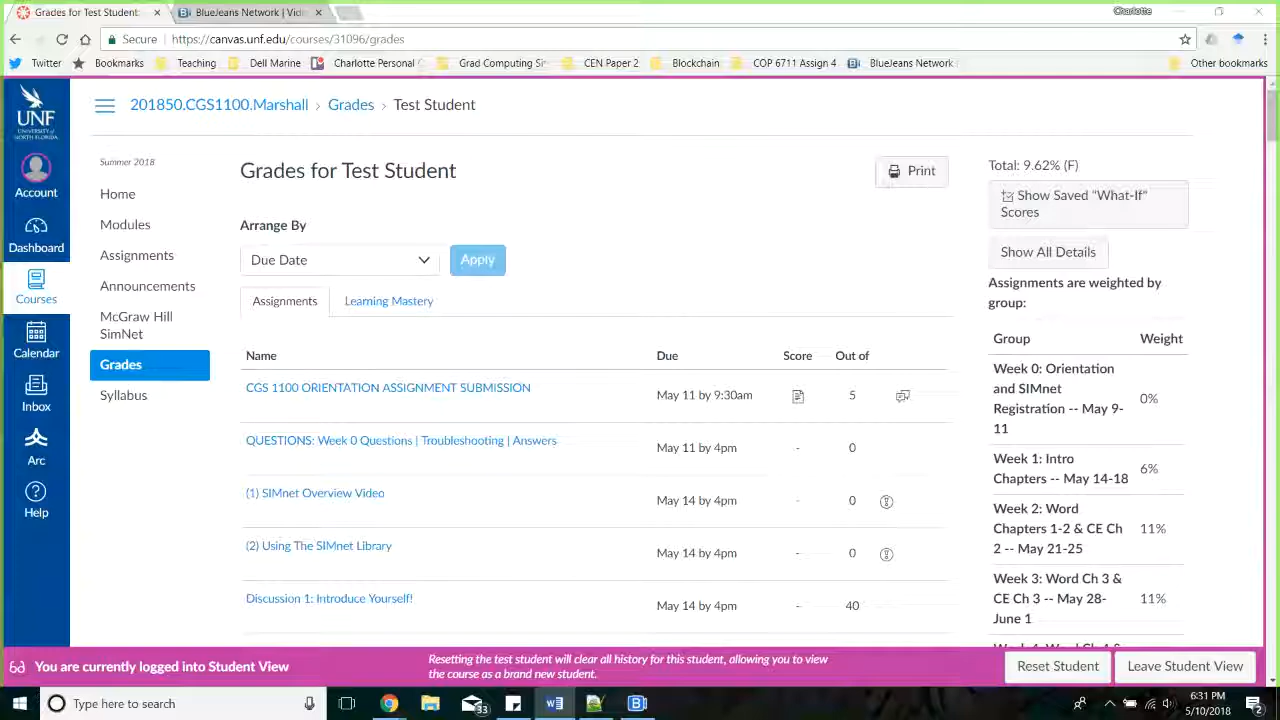 Grades for Test Student
BlueJeans Network | Vide
Charlotte
Secure
https://canvas.unf.edu/courses/31096/grades
Twitter
Bookmarks
Teaching
Dell Marine
Charlotte Personal
Grad Computing Si
CEN Paper 2
Blockchain
COP 6711 Assign 4
BlueJeans Network
Other bookmarks
UNF
UNIVERSITY of
NORTH FLORIDA
Account
Dashboard
Courses
Calendar
Inbox
Arc
Help
201850.CGS1100.Marshall › Grades › Test Student
Summer 2018
Home
Modules
Assignments
Announcements
McGraw Hill
SimNet
Grades
Syllabus
Grades for Test Student
Print
Arrange By
Due Date
Apply
Assignments
Learning Mastery
Name Due Score Out of
CGS 1100 ORIENTATION ASSIGNMENT SUBMISSION May 11 by 9:30am 5
QUESTIONS: Week 0 Questions | Troubleshooting | Answers May 11 by 4pm - 0
(1) SIMnet Overview Video May 14 by 4pm - 0
(2) Using The SIMnet Library May 14 by 4pm - 0
Discussion 1: Introduce Yourself! May 14 by 4pm - 40
Total: 9.62% (F)
Show Saved "What-If"
Scores
Show All Details
Assignments are weighted by
group:
Group Weight
Week 0: Orientation
and SIMnet
Registration -- May 9-
11
0%
Week 1: Intro
Chapters -- May 14-18
6%
Week 2: Word
Chapters 1-2 & CE Ch
2 -- May 21-25
11%
Week 3: Word Ch 3 &
CE Ch 3 -- May 28-
June 1
11%
You are currently logged into Student View
Resetting the test student will clear all history for this student, allowing you to view
the course as a brand new student.
Reset Student
Leave Student View
Type here to search
33
6:31 PM
5/10/2018
2